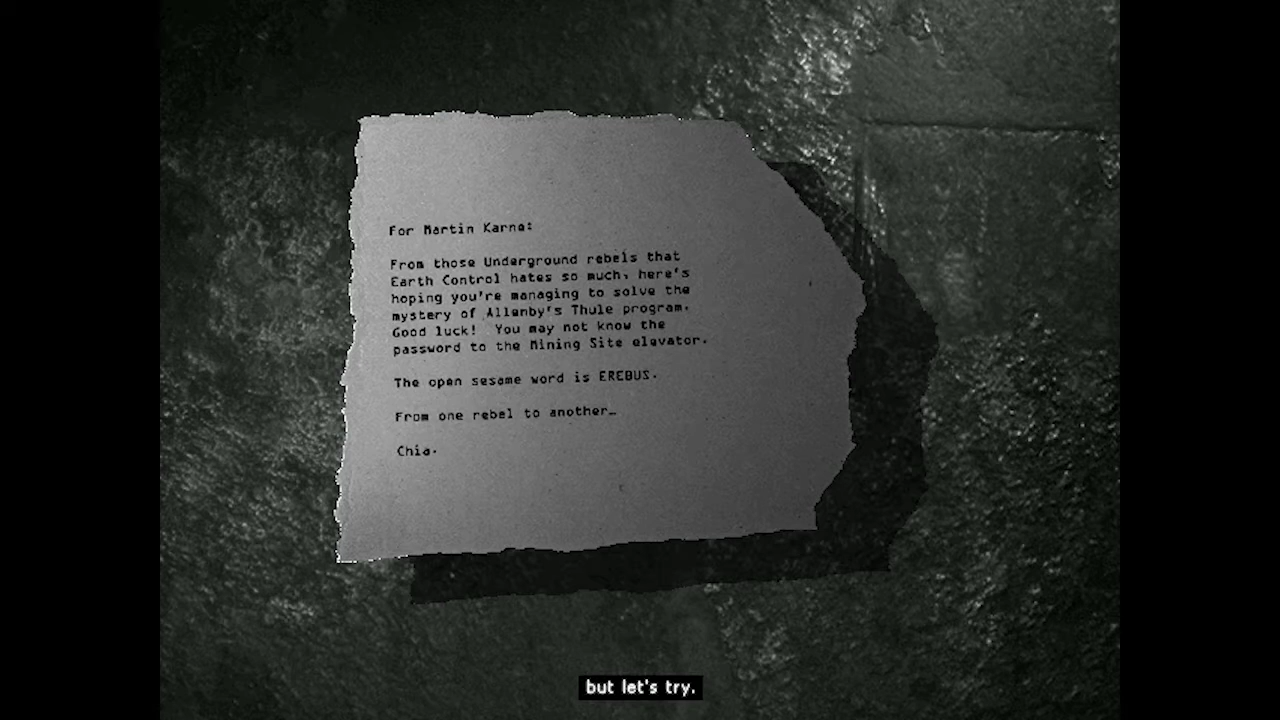 For Martin Karne:
From those Underground rebels that
Earth Control hates so much, here's
hoping you're managing to solve the
mystery of Allenby's Thule program.
Good luck! You may not know the
password to the Mining Site elevator.
The open sesame word is EREBUS.
From one rebel to another…
Chia.
but let's try.